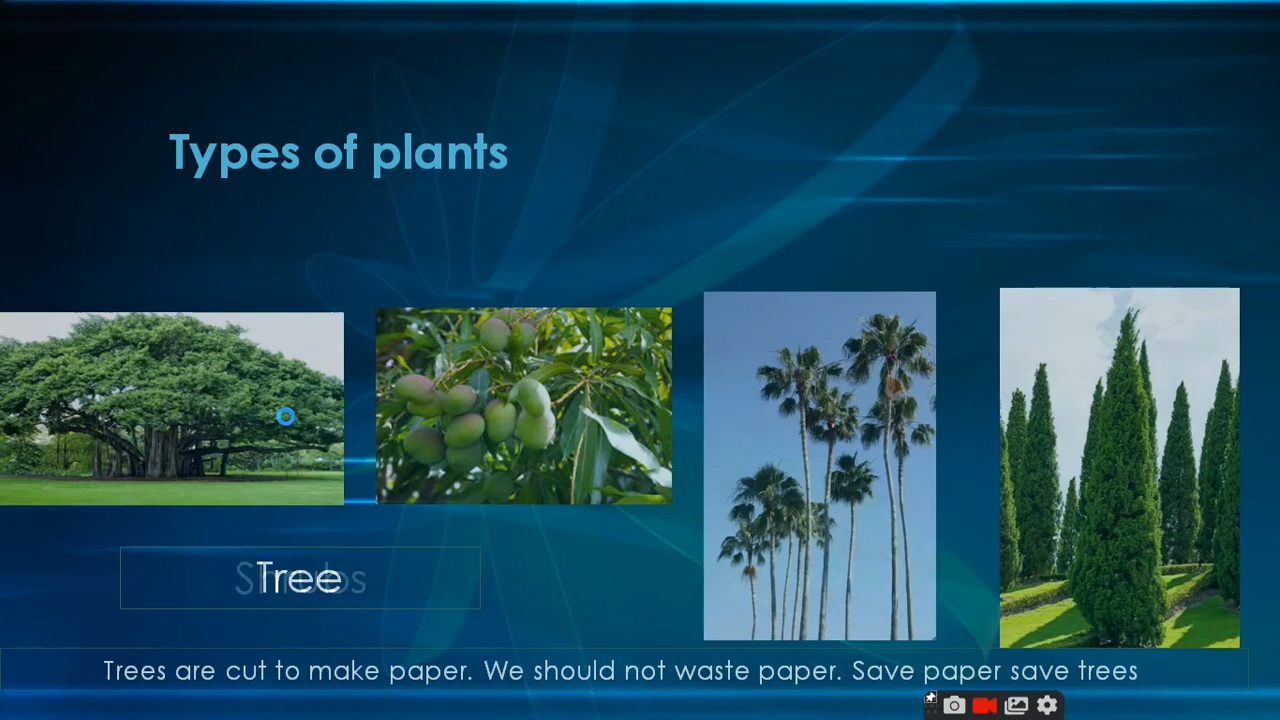 Types of plants
Tree
Shrubs
Trees are cut to make paper. We should not waste paper. Save paper save trees